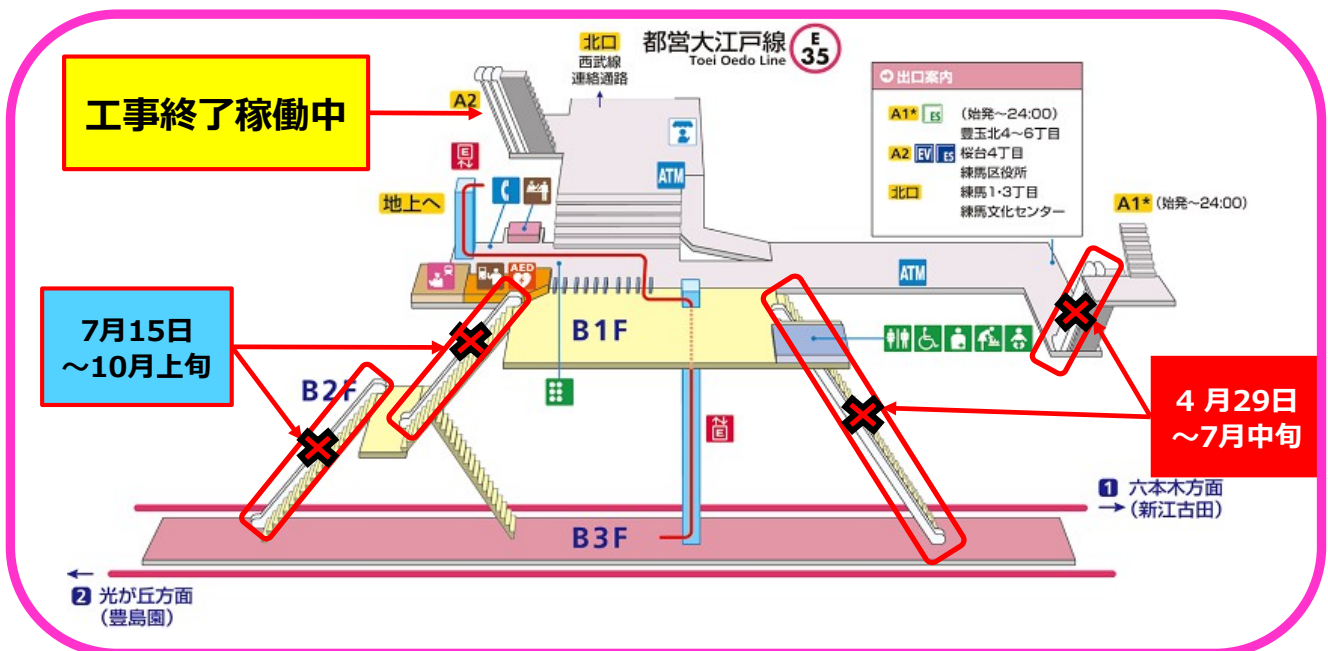 北口
西武線
連絡通路
都営大江戸線
Toei Oedo Line
E
35
工事終了稼働中
A2
E
ATM
出口案内
A1* ES (始発～24:00)
豊玉北4～6丁目
A2 EV ES 桜台4丁目
練馬区役所
北口 練馬1・3丁目
練馬文化センター
A1* (始発～24:00)
地上へ
AED
ATM
7月15日
～10月上旬
B1F
B2F
E
4月29日
～7月中旬
1 六本木方面
→(新江古田)
B3F
←
2 光が丘方面
(豊島園)